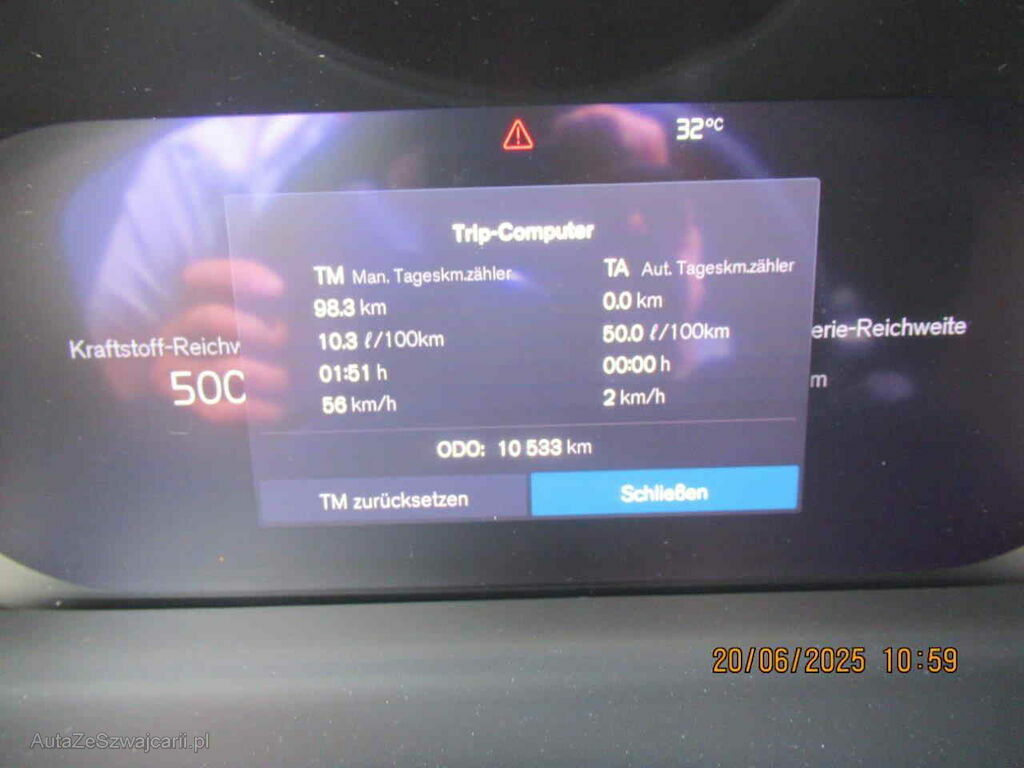 32°C
Trip-Computer
TM Man. Tageskm.zähler
98.3 km
10.3 ℓ/100km
01:51 h
56 km/h
TA Aut. Tageskm.zähler
0.0 km
50.0 ℓ/100km
00:00 h
2 km/h
Kraftstoff-Reichw
500
erie-Reichweite
m
ODO: 10 533 km
TM zurücksetzen
Schließen
20/06/2025 10:59
AutaZeSzwajcarii.pl